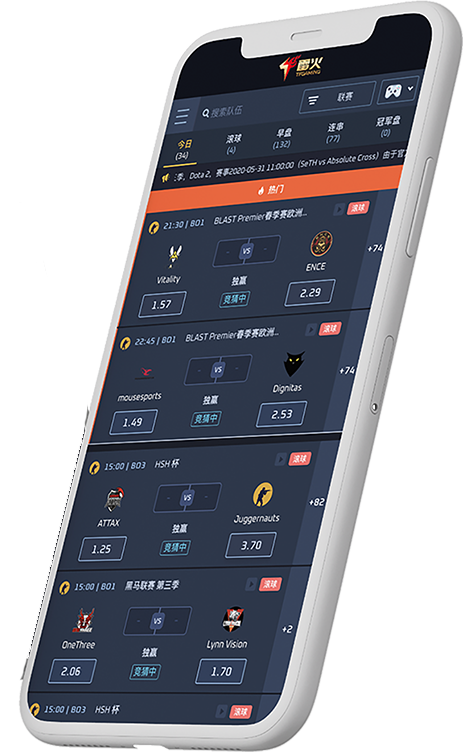 雷火
TFGAMING
搜索队伍
联赛
今日 滚球 早盘 连串 冠军盘
(34) (4) (132) (77) (0)
季，Dota 2，赛事2020-05-31 11:00:00（SeTH vs Absolute Cross）由于官
热门
21:30 | BO1 BLAST Premier春季赛欧洲... 滚球
VS
+74
Vitality ENCE
独赢
1.57 竞猜中 2.29
22:45 | BO1 BLAST Premier春季赛欧洲... 滚球
VS
+74
mousesports Dignitas
独赢
1.49 竞猜中 2.53
15:00 | BO3 HSH 杯 滚球
VS
+82
ATTAX Juggernauts
独赢
1.25 竞猜中 3.70
15:00 | BO1 黑马联赛 第三季 滚球
VS
+2
OneThree Lynn Vision
独赢
2.06 竞猜中 1.70
15:00 | BO3 HSH 杯 滚球